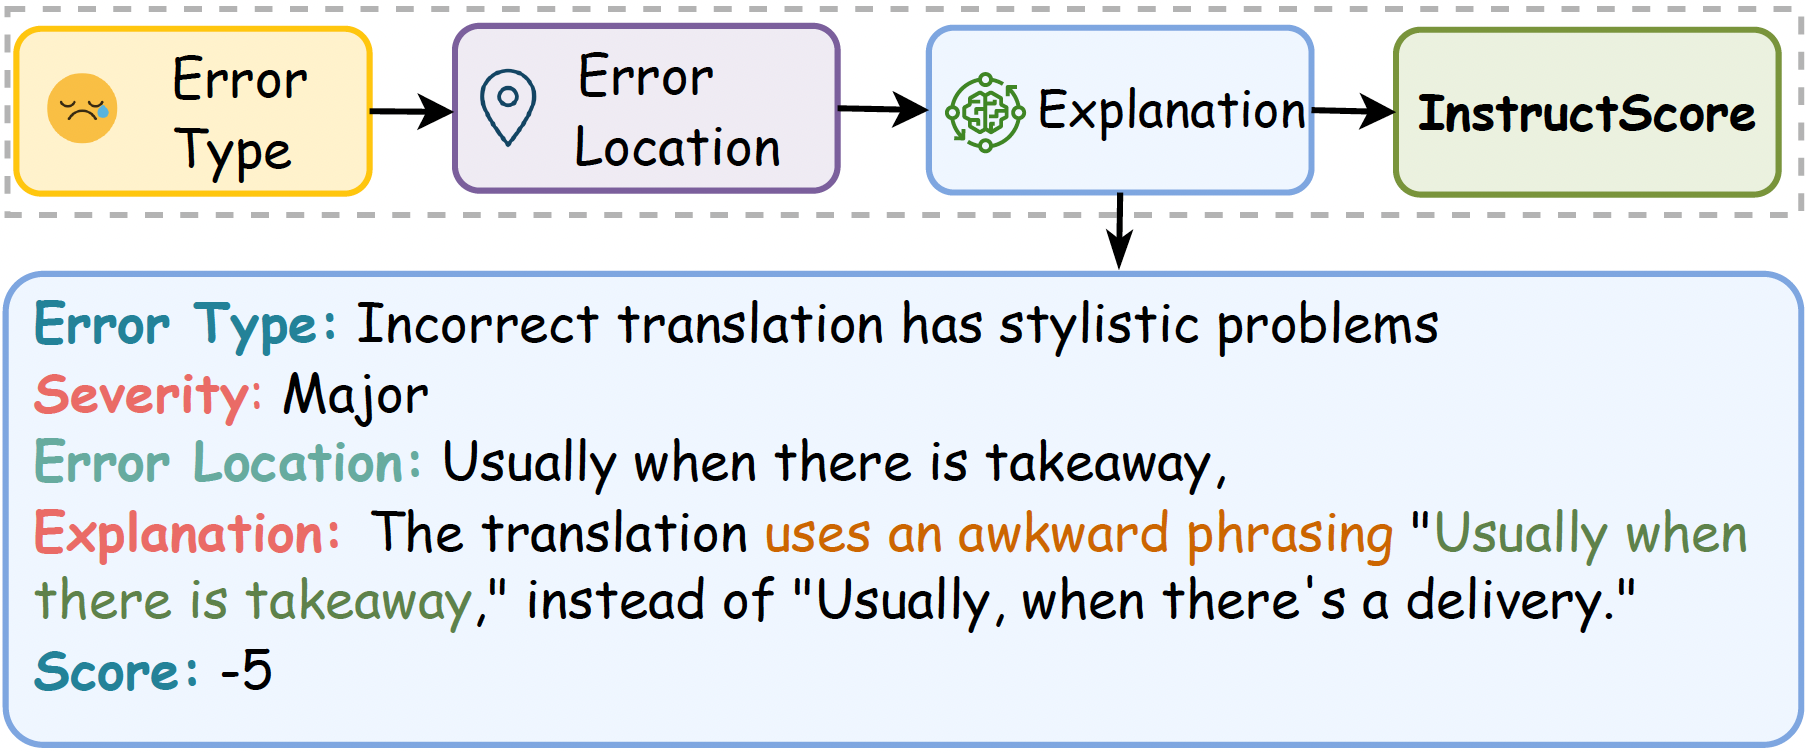 Error
Type
Error
Location
Explanation
InstructScore
Error Type: Incorrect translation has stylistic problems
Severity: Major
Error Location: Usually when there is takeaway,
Explanation: The translation uses an awkward phrasing "Usually when
there is takeaway," instead of "Usually, when there's a delivery."
Score: -5